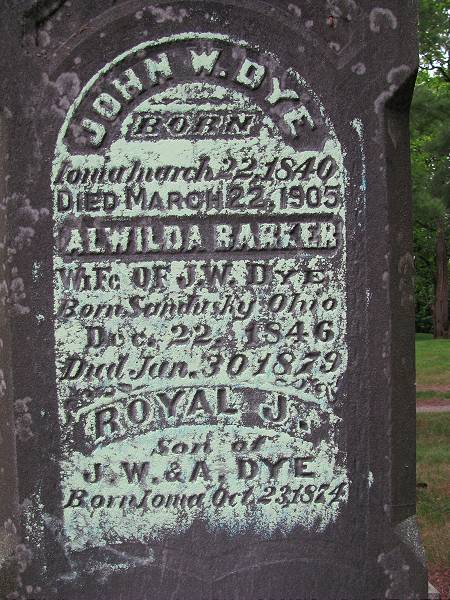 JOHN W. DYE
BORN
Ionia march 22, 1840
DIED MARCH 22, 1905
ALWILDA BARKER
WIFE OF J.W. DYE
Born Sandusky Ohio
Dec. 22, 1846
Died Jan. 30 1879
ROYAL J.
Son of
J.W. & A. DYE
Born Ionia Oct. 23, 1874